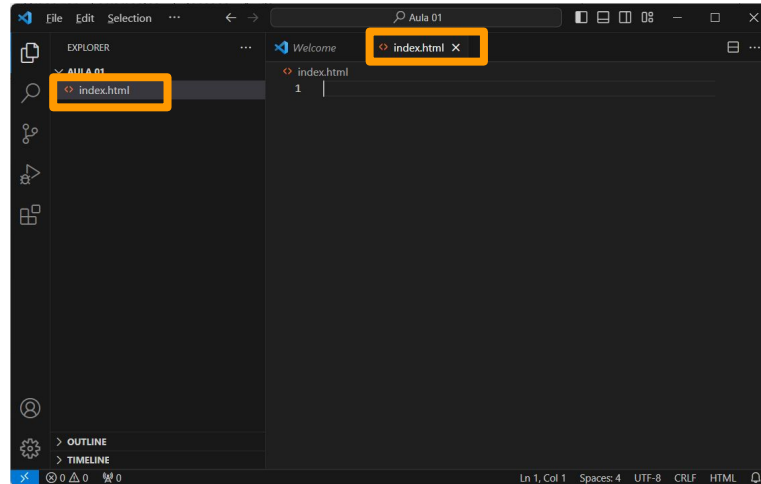 File Edit Selection ··· Aula 01
EXPLORER ···
AULA 01
index.html
Welcome index.html
index.html
1
OUTLINE
TIMELINE
0 0 0 Ln 1, Col 1 Spaces: 4 UTF-8 CRLF HTML